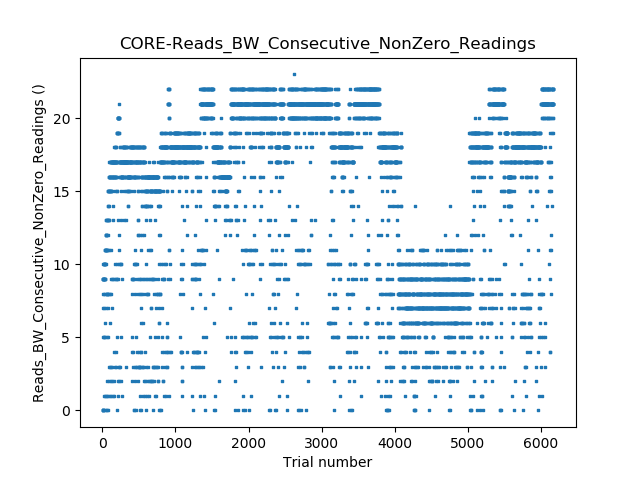 CORE-Reads_BW_Consecutive_NonZero_Readings
Reads_BW_Consecutive_NonZero_Readings ()
20
15
10
5
0
0 1000 2000 3000 4000 5000 6000
Trial number